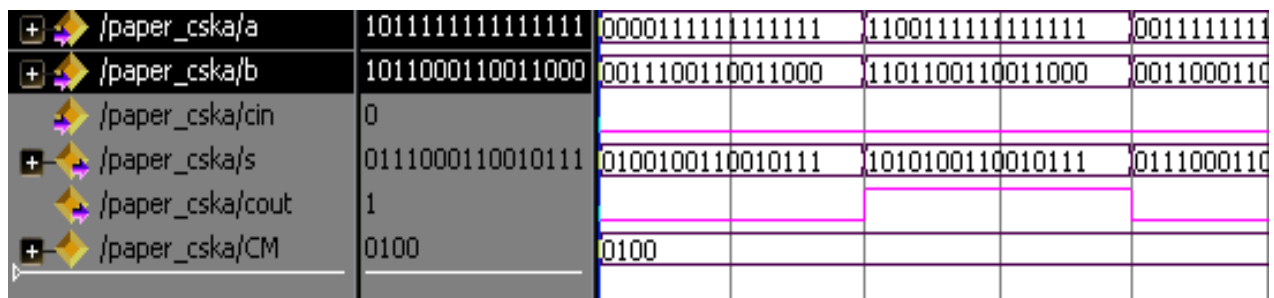 /paper_cska/a 1011111111111111 0000111111111111 1100111111111111 0011111111
/paper_cska/b 1011000110011000 0011100110011000 1101100110011000 0011000110
/paper_cska/cin 0
/paper_cska/s 0111000110010111 0100100110010111 1010100110010111 0111000110
/paper_cska/cout 1
/paper_cska/CM 0100 0100